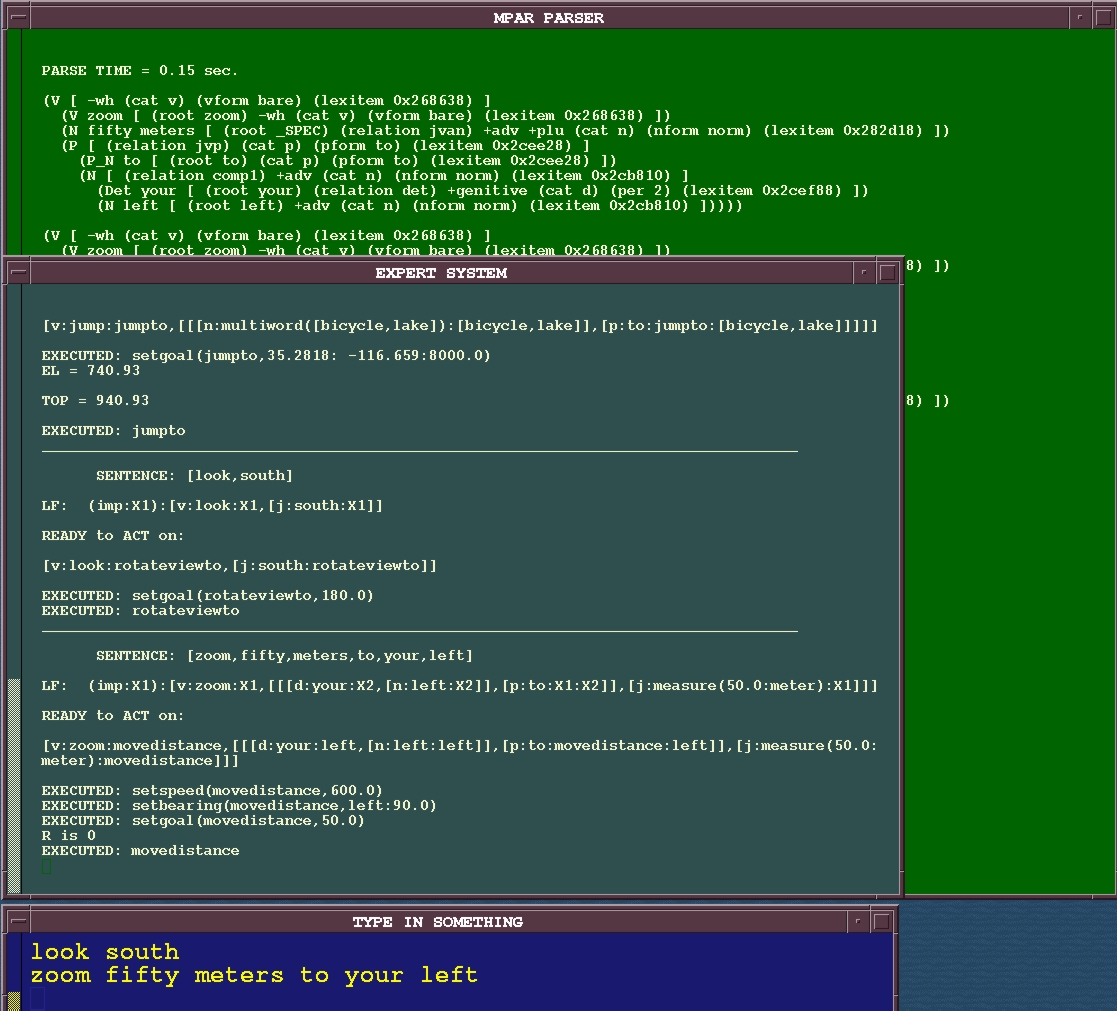 MPAR PARSER
PARSE TIME = 0.15 sec.
(V [ -wh (cat v) (vform bare) (lexitem 0x268638) ]
(V zoom [ (root zoom) -wh (cat v) (vform bare) (lexitem 0x268638) ])
(N fifty meters [ (root _SPEC) (relation jvan) +adv +plu (cat n) (nform norm) (lexitem 0x282d18) ])
(P [ (relation jvp) (cat p) (pform to) (lexitem 0x2cee28) ]
(P_N to [ (root to) (cat p) (pform to) (lexitem 0x2cee28) ])
(N [ (relation comp1) +adv (cat n) (nform norm) (lexitem 0x2cb810) ]
(Det your [ (root your) (relation det) +genitive (cat d) (per 2) (lexitem 0x2cef88) ])
(N left [ (root left) +adv (cat n) (nform norm) (lexitem 0x2cb810) ]))))
(V [ -wh (cat v) (vform bare) (lexitem 0x268638) ]
(V zoom [ (root zoom) -wh (cat v) (vform bare) (lexitem 0x268638) ])
8) ])
8) ])
EXPERT SYSTEM
[v:jump:jumpto,[[[n:multiword([bicycle,lake]):[bicycle,lake]],[p:to:jumpto:[bicycle,lake]]]]]
EXECUTED: setgoal(jumpto,35.2818: -116.659:8000.0)
EL = 740.93
TOP = 940.93
EXECUTED: jumpto
SENTENCE: [look,south]
LF:  (imp:X1):[v:look:X1,[j:south:X1]]
READY to ACT on:
[v:look:rotateviewto,[j:south:rotateviewto]]
EXECUTED: setgoal(rotateviewto,180.0)
EXECUTED: rotateviewto
SENTENCE: [zoom,fifty,meters,to,your,left]
LF:  (imp:X1):[v:zoom:X1,[[[d:your:X2,[n:left:X2]],[p:to:X1:X2]],[j:measure(50.0:meter):X1]]]
READY to ACT on:
[v:zoom:movedistance,[[[d:your:left,[n:left:left]],[p:to:movedistance:left]],[j:measure(50.0:
meter):movedistance]]]
EXECUTED: setspeed(movedistance,600.0)
EXECUTED: setbearing(movedistance,left:90.0)
EXECUTED: setgoal(movedistance,50.0)
R is 0
EXECUTED: movedistance
TYPE IN SOMETHING
look south
zoom fifty meters to your left